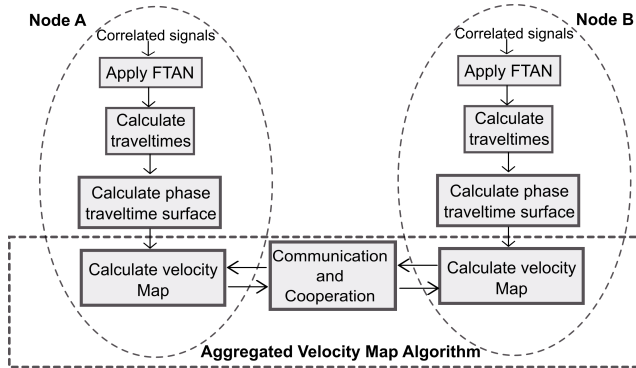 Node A
Node B
Correlated signals
Correlated signals
Apply FTAN
Apply FTAN
Calculate
traveltimes
Calculate
traveltimes
Calculate phase
traveltime surface
Calculate phase
traveltime surface
Calculate velocity
Map
Communication
and
Cooperation
Calculate velocity
Map
Aggregated Velocity Map Algorithm